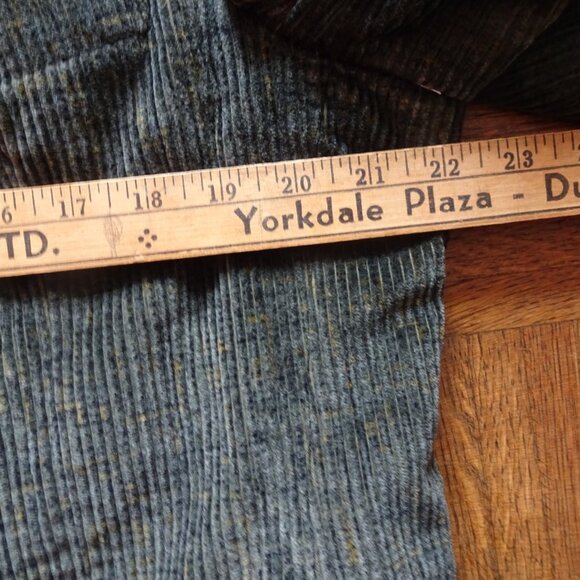 6 17 18 19 20 21 22 23
TD. Yorkdale Plaza - Du